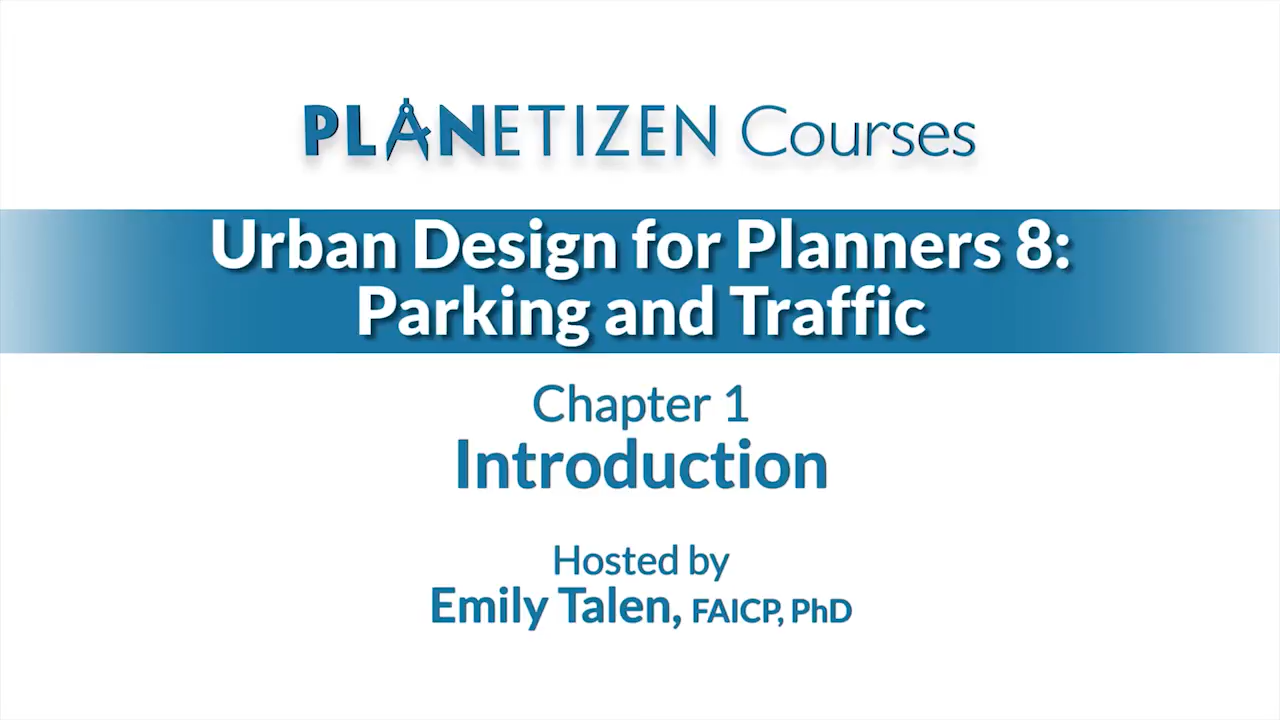 PLANETIZEN Courses
Urban Design for Planners 8:
Parking and Traffic
Chapter 1
Introduction
Hosted by
Emily Talen, FAICP, PhD